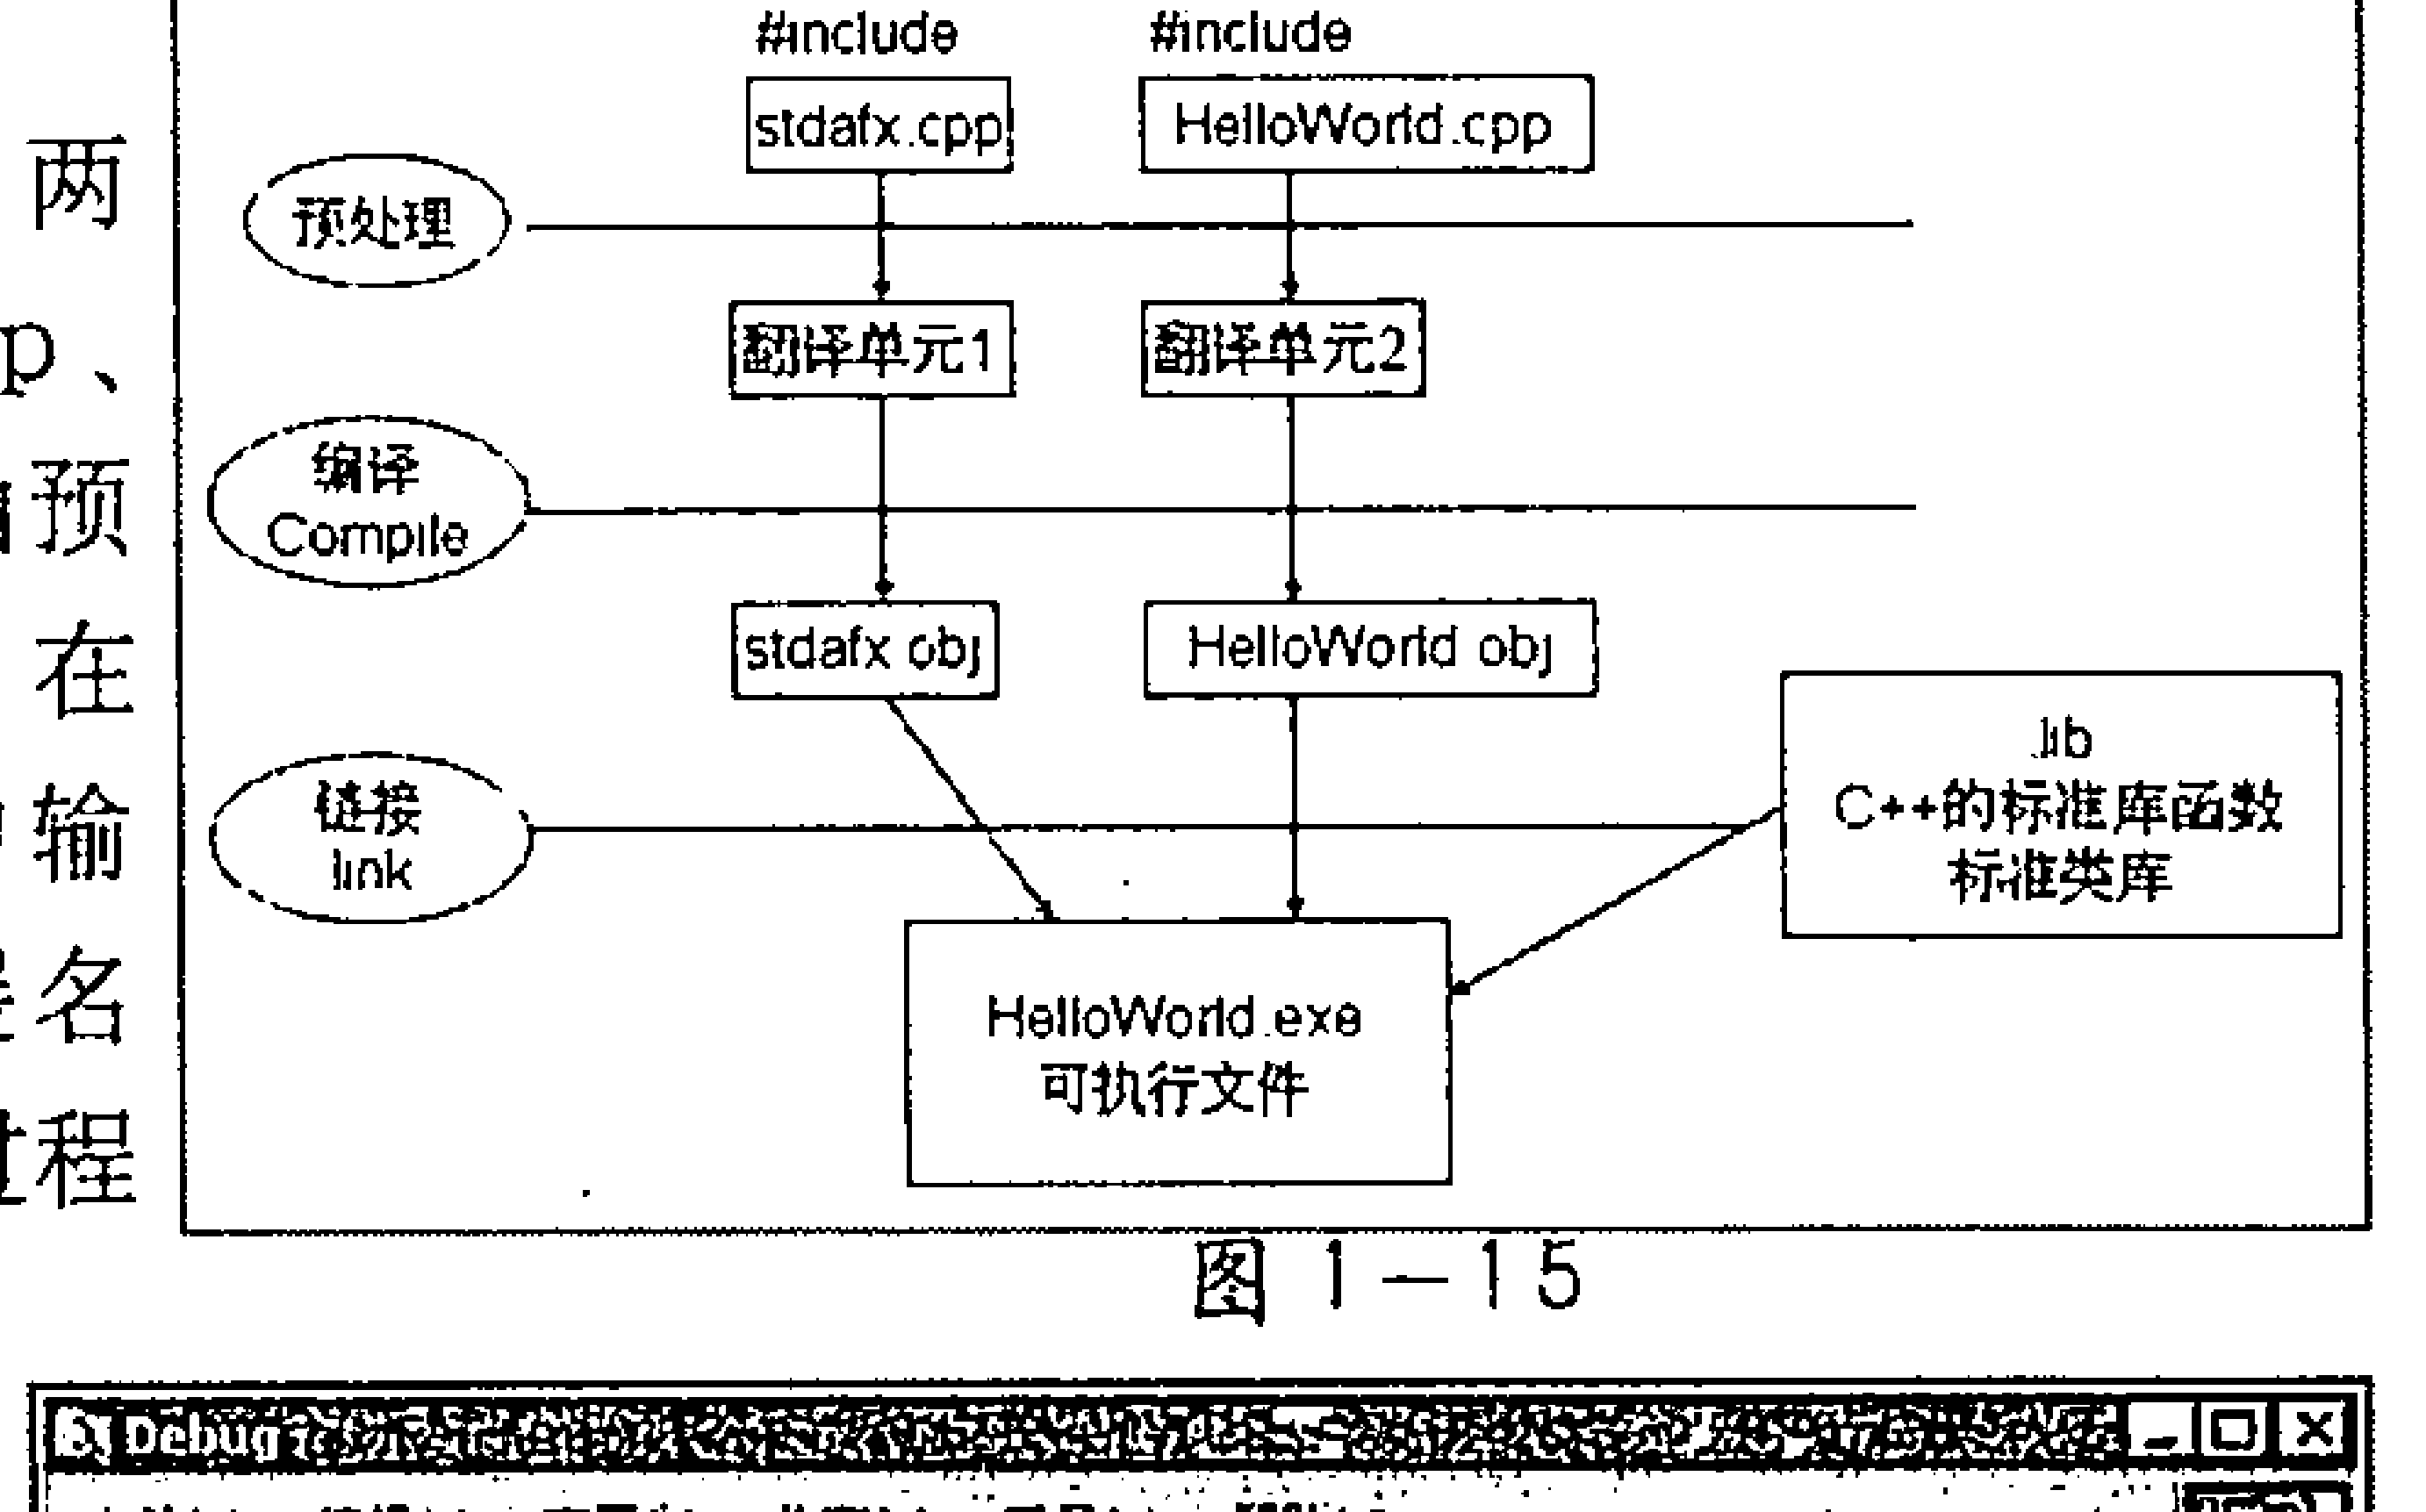 两
p、
预
在
输
名
程
#include #include
stdafx.cpp HelloWorld.cpp
预处理
翻译单元1 翻译单元2
编译
Compile
stdafx obj HelloWorld obj
.lib
C++的标准库函数
标准类库
链接
link
HelloWorld.exe
可执行文件
图 1－15
Debug